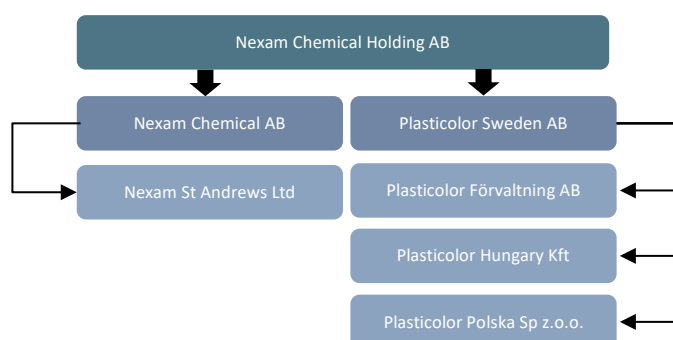 Nexam Chemical Holding AB
Nexam Chemical AB
Plasticolor Sweden AB
Nexam St Andrews Ltd
Plasticolor Förvaltning AB
Plasticolor Hungary Kft
Plasticolor Polska Sp z.o.o.